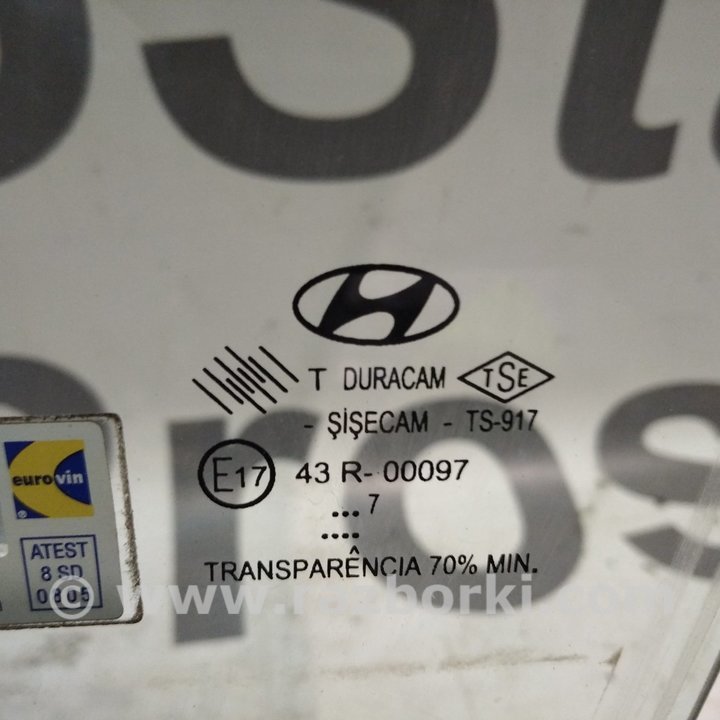 T DURACAM TSE
- ŞİŞECAM - TS-917
E17 43 R- 00097
... 7
....
TRANSPARÊNCIA 70% MIN.
eurovin
®
ATEST
8 SD
0805
© www.razborki.com
ros